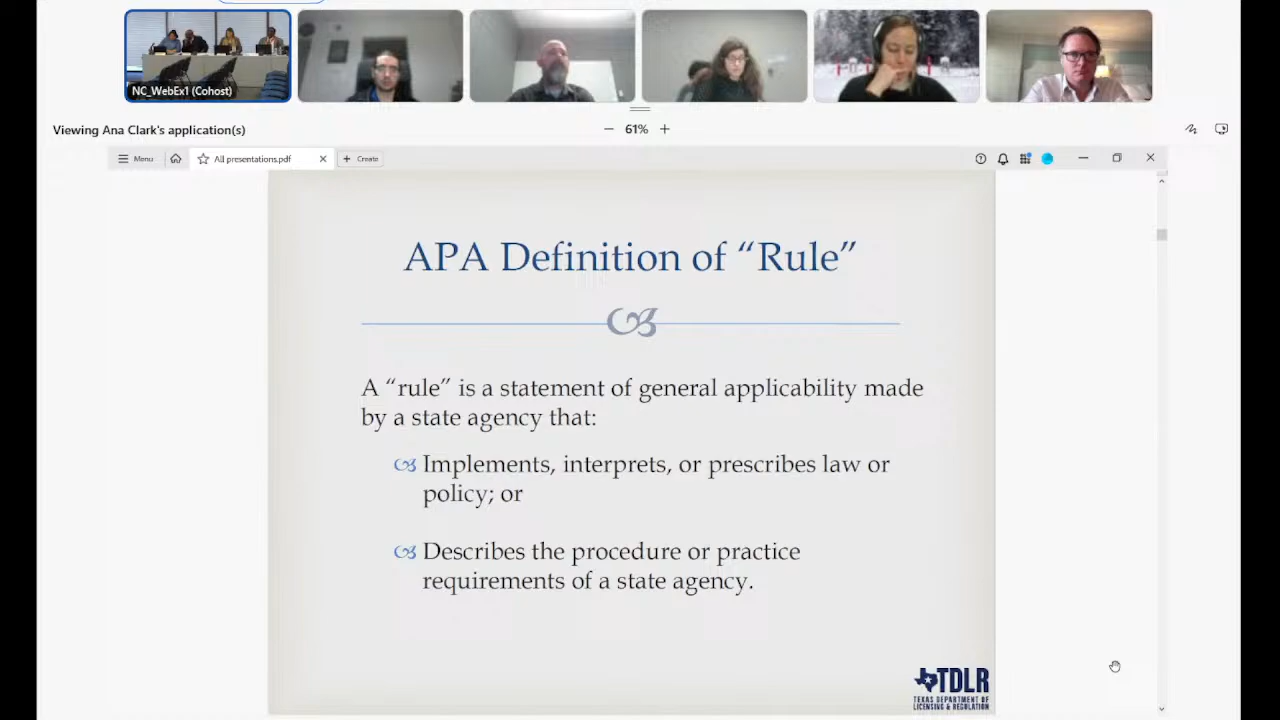 NC_WebEx1 (Cohost)
Viewing Ana Clark's application(s)
61%
Menu
All presentations.pdf
Create
APA Definition of “Rule”
A “rule” is a statement of general applicability made
by a state agency that:
Implements, interprets, or prescribes law or
policy; or
Describes the procedure or practice
requirements of a state agency.
TDLR
TEXAS DEPARTMENT OF
LICENSING & REGULATION